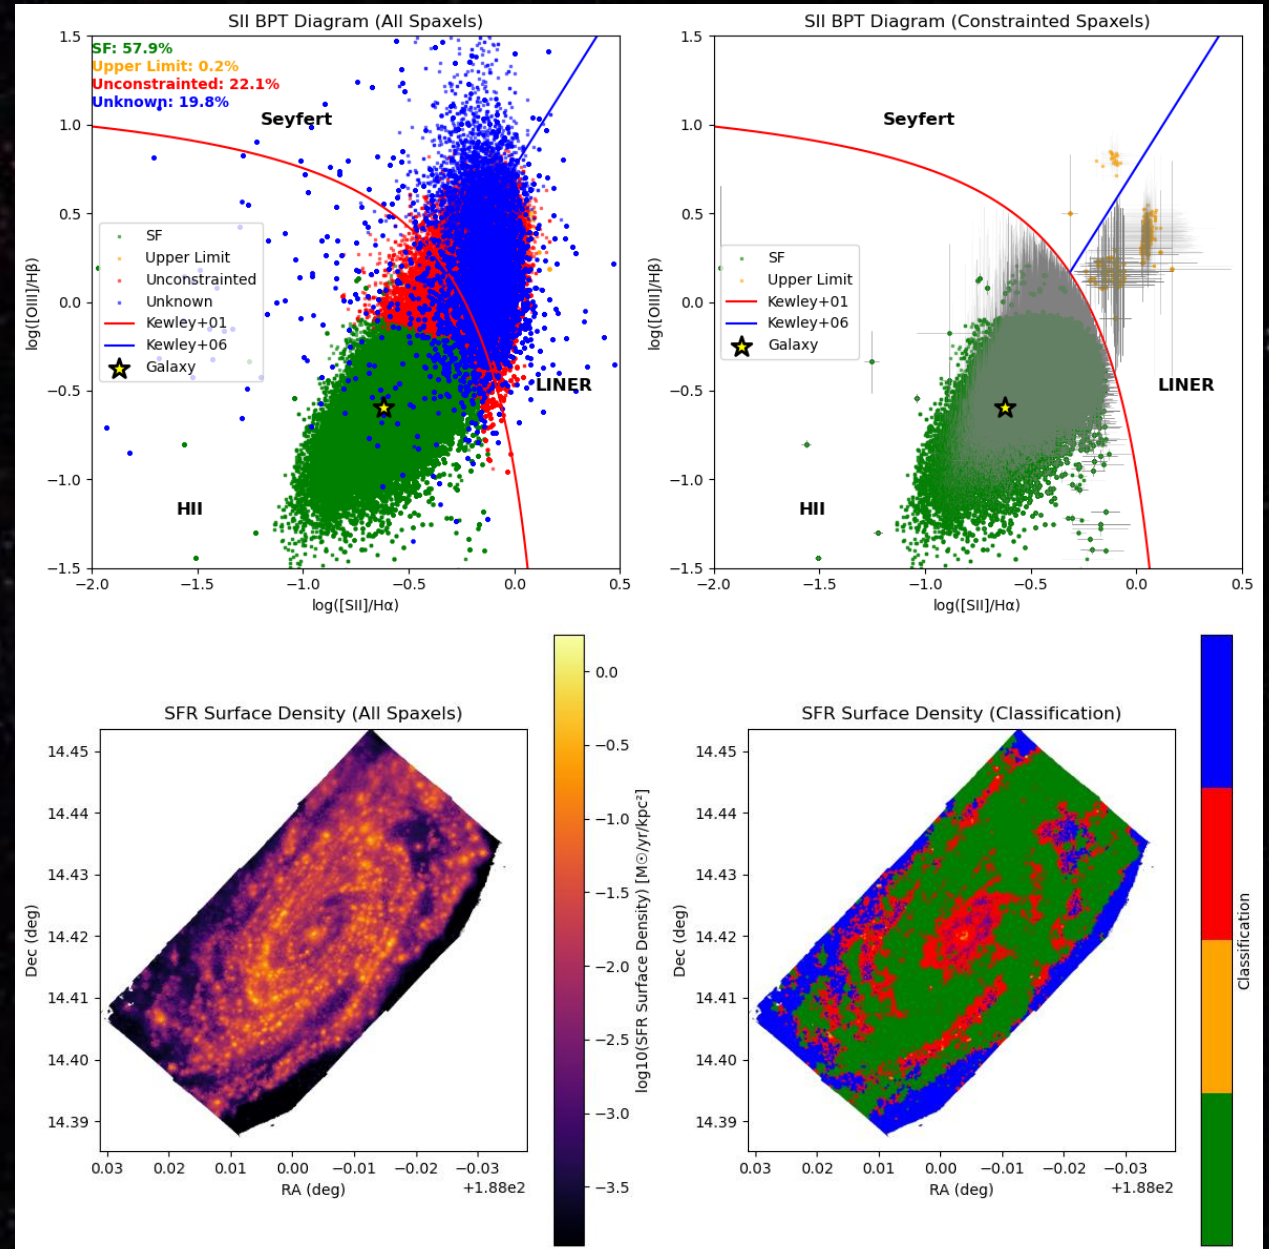 SII BPT Diagram (All Spaxels)
SF: 57.9%
Upper Limit: 0.2%
Unconstrainted: 22.1%
Unknown: 19.8%
Seyfert
SF
Upper Limit
Unconstrainted
Unknown
Kewley+01
Kewley+06
Galaxy
LINER
HII
1.5
1.0
0.5
0.0
−0.5
−1.0
−1.5
log([OIII]/Hβ)
−2.0 −1.5 −1.0 −0.5 0.0 0.5
log([SII]/Hα)
SII BPT Diagram (Constrainted Spaxels)
Seyfert
SF
Upper Limit
Kewley+01
Kewley+06
Galaxy
LINER
HII
1.5
1.0
0.5
0.0
−0.5
−1.0
−1.5
log([OIII]/Hβ)
−2.0 −1.5 −1.0 −0.5 0.0 0.5
log([SII]/Hα)
SFR Surface Density (All Spaxels)
14.45
14.44
14.43
14.42
14.41
14.40
14.39
Dec (deg)
0.03 0.02 0.01 0.00 −0.01 −0.02 −0.03
RA (deg)
+1.88e2
0.0
−0.5
−1.0
−1.5
−2.0
−2.5
−3.0
−3.5
log10(SFR Surface Density) [M⊙/yr/kpc²]
SFR Surface Density (Classification)
14.45
14.44
14.43
14.42
14.41
14.40
14.39
Dec (deg)
0.03 0.02 0.01 0.00 −0.01 −0.02 −0.03
RA (deg)
+1.88e2
Classification